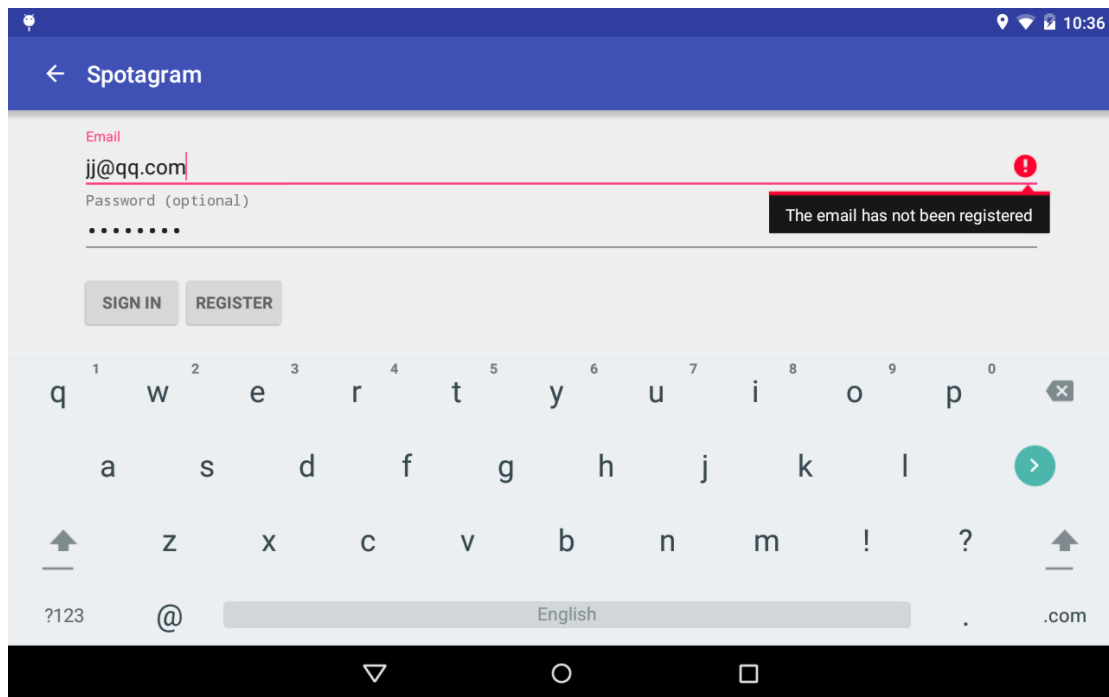 10:36
Spotagram
Email
jj@qq.com
Password (optional)
••••••••
The email has not been registered
SIGN IN REGISTER
1 2 3 4 5 6 7 8 9 0
q w e r t y u i o p
a s d f g h j k l
z x c v b n m ! ?
?123 @ English . .com